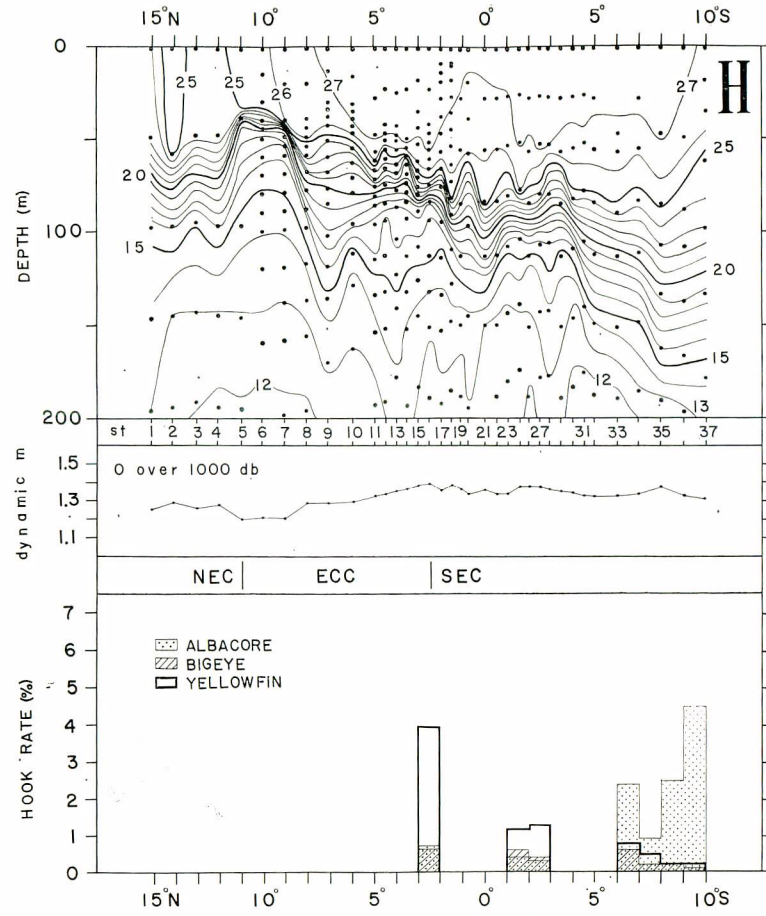 15°N 10° 5° 0° 5° 10°S
0
25 25 26 27 27 H
20 25
DEPTH (m)
100
15 20
15
12 12 13
200
st 1 2 3 4 5 6 7 8 9 10 11 13 15 17 19 21 23 27 31 33 35 37
1.5
0 over 1000 db
1.3
1.1
dynamic m
NEC ECC SEC
7
6
5
4
3
2
1
0
HOOK RATE (%)
ALBACORE
BIGEYE
YELLOWFIN
15°N 10° 5° 0° 5° 10°S